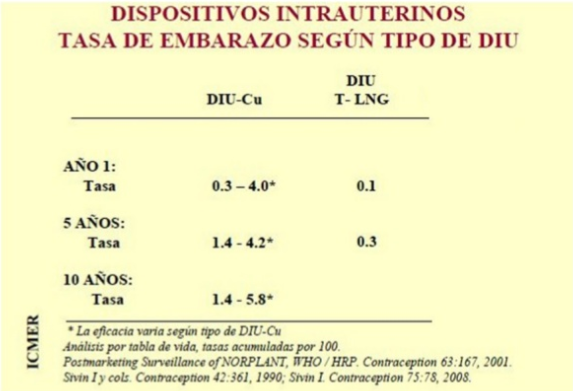 DISPOSITIVOS INTRAUTERINOS
TASA DE EMBARAZO SEGÚN TIPO DE DIU
DIU
DIU-Cu T- LNG
AÑO 1:
Tasa 0.3 – 4.0* 0.1
5 AÑOS:
Tasa 1.4 - 4.2* 0.3
10 AÑOS:
Tasa 1.4 - 5.8*
* La eficacia varia según tipo de DIU-Cu
Análisis por tabla de vida, tasas acumuladas por 100.
Postmarketing Surveillance of NORPLANT, WHO / HRP. Contraception 63:167, 2001.
Sivin I y cols. Contraception 42:361, 1990; Sivin I. Contraception 75:78, 2008.
ICMER